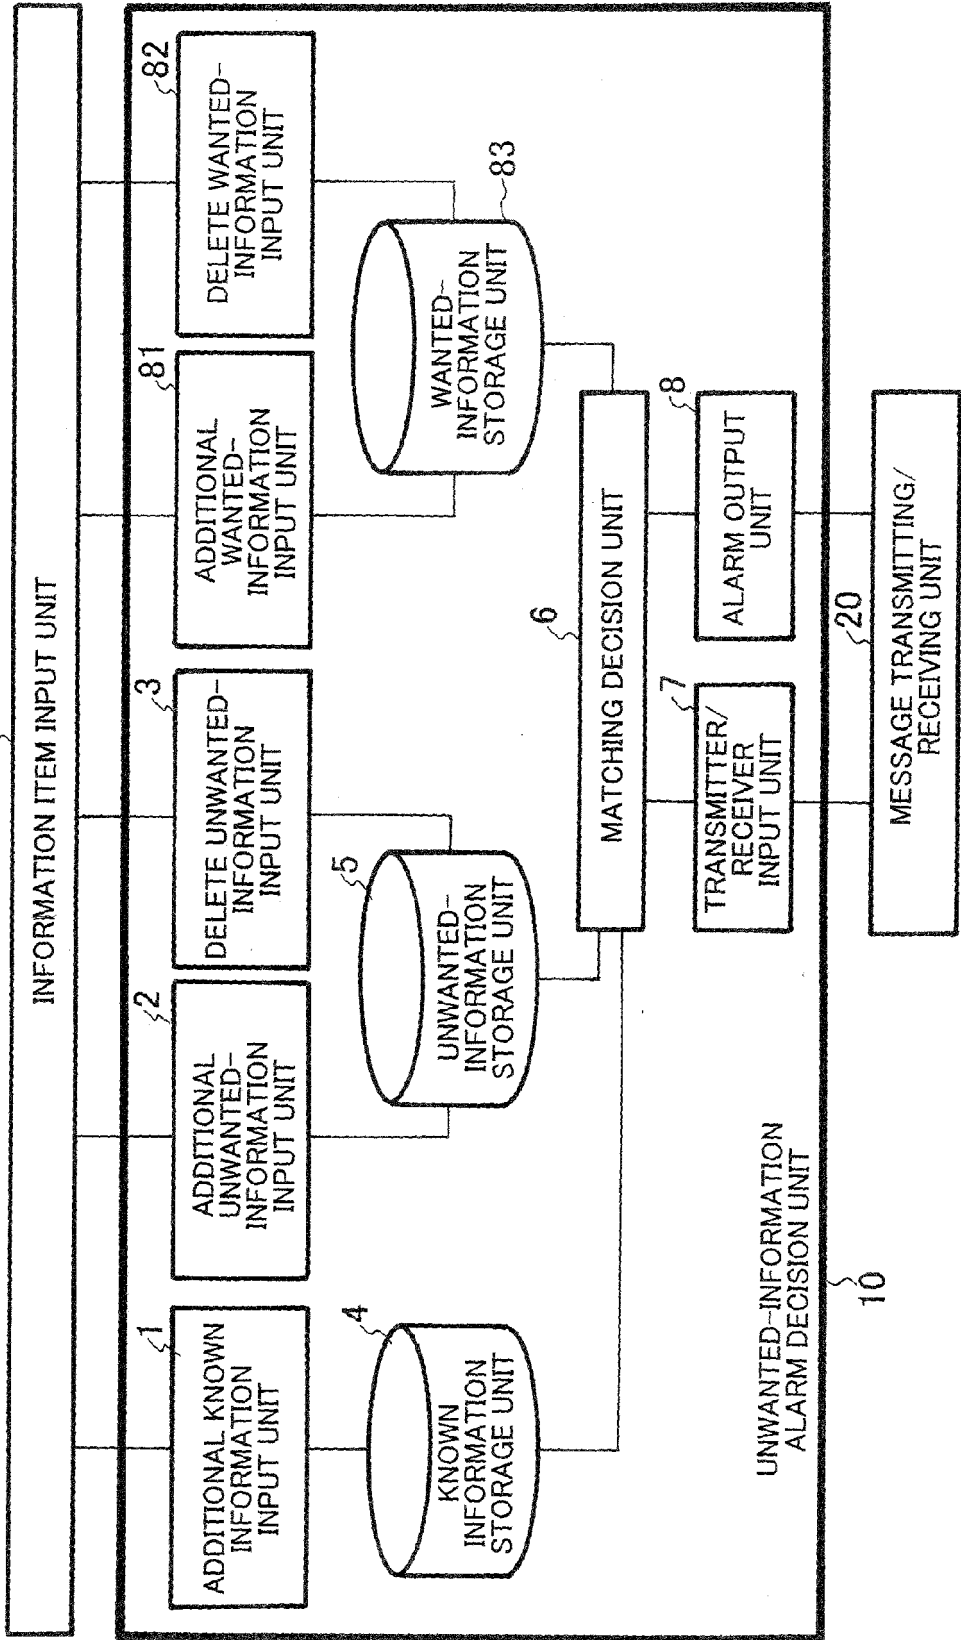 INFORMATION ITEM INPUT UNIT
1
ADDITIONAL KNOWN
INFORMATION
INPUT UNIT
2
ADDITIONAL
UNWANTED–
INFORMATION
INPUT UNIT
3
DELETE UNWANTED–
INFORMATION
INPUT UNIT
81
ADDITIONAL
WANTED–
INFORMATION
INPUT UNIT
82
DELETE WANTED–
INFORMATION
INPUT UNIT
4
KNOWN
INFORMATION
STORAGE UNIT
5
UNWANTED–
INFORMATION
STORAGE UNIT
WANTED–
INFORMATION
STORAGE UNIT
83
6
MATCHING DECISION UNIT
7
TRANSMITTER/
RECEIVER
INPUT UNIT
8
ALARM OUTPUT
UNIT
UNWANTED–INFORMATION
ALARM DECISION UNIT
10
20
MESSAGE TRANSMITTING/
RECEIVING UNIT